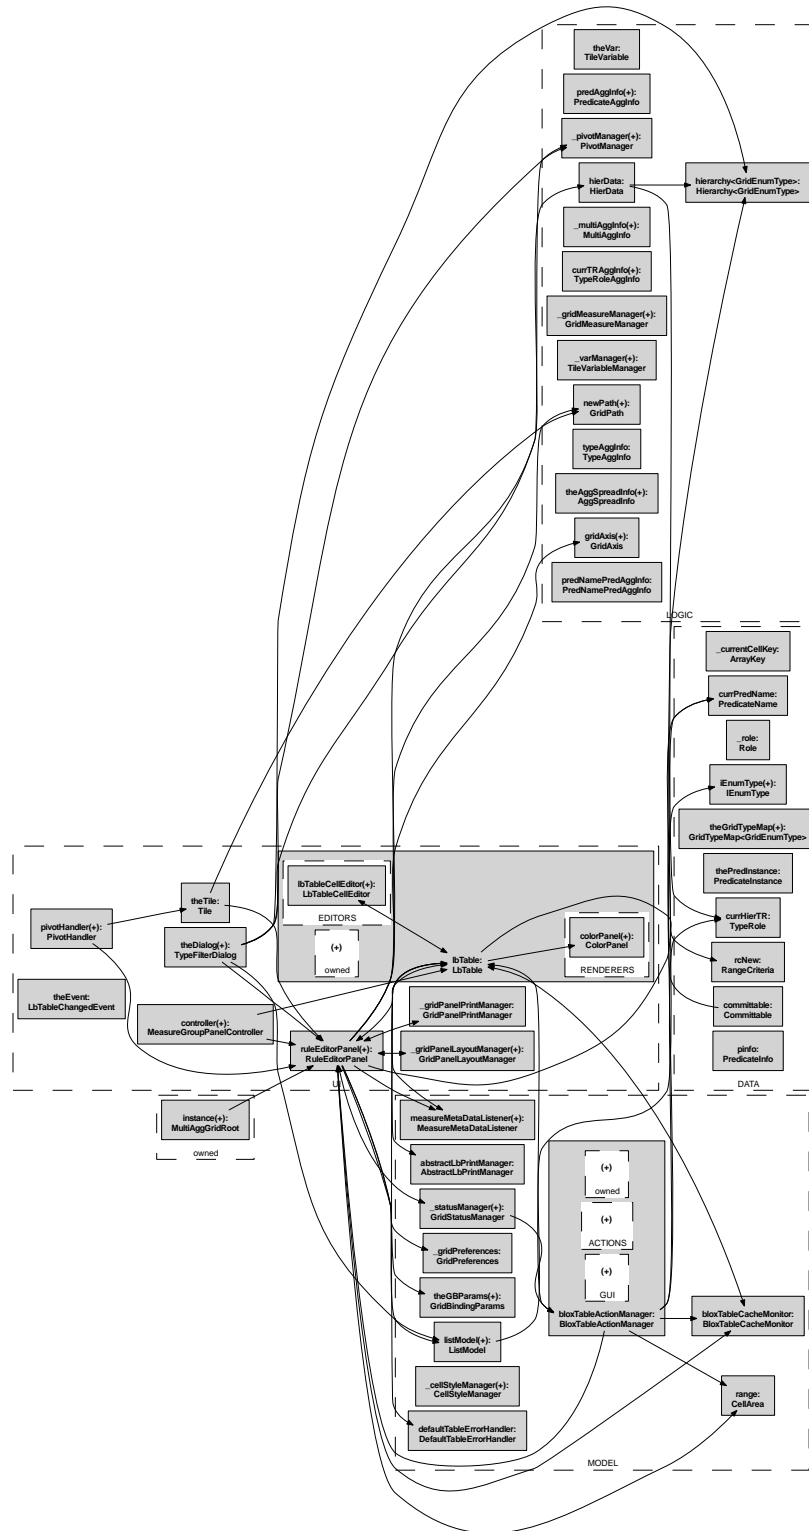 theVar:
TileVariable
predAggInfo(+):
PredicateAggInfo
_pivotManager(+):
PivotManager
hierData:
HierData
hierarchy<GridEnumType>:
Hierarchy<GridEnumType>
_multiAggInfo(+):
MultiAggInfo
currTRAggInfo(+):
TypeRoleAggInfo
_gridMeasureManager(+):
GridMeasureManager
_varManager(+):
TileVariableManager
newPath(+):
GridPath
typeAggInfo:
TypeAggInfo
theAggSpreadInfo(+):
AggSpreadInfo
gridAxis(+):
GridAxis
predNamePredAggInfo:
PredNamePredAggInfo
LOGIC
_currentCellKey:
ArrayKey
currPredName:
PredicateName
_role:
Role
iEnumType(+):
IEnumType
theGridTypeMap(+):
GridTypeMap<GridEnumType>
thePredInstance:
PredicateInstance
currHierTR:
TypeRole
rcNew:
RangeCriteria
committable:
Committable
pinfo:
PredicateInfo
DATA
lbTableCellEditor(+):
LbTableCellEditor
EDITORS
(+)
owned
lbTable:
LbTable
colorPanel(+):
ColorPanel
RENDERERS
theTile:
Tile
pivotHandler(+):
PivotHandler
theDialog(+):
TypeFilterDialog
theEvent:
LbTableChangedEvent
controller(+):
MeasureGroupPanelController
_gridPanelPrintManager:
GridPanelPrintManager
ruleEditorPanel(+):
RuleEditorPanel
_gridPanelLayoutManager(+):
GridPanelLayoutManager
UI
instance(+):
MultiAggGridRoot
owned
measureMetaDataListener(+):
MeasureMetaDataListener
abstractLbPrintManager:
AbstractLbPrintManager
_statusManager(+):
GridStatusManager
_gridPreferences:
GridPreferences
theGBParams(+):
GridBindingParams
listModel(+):
ListModel
_cellStyleManager(+):
CellStyleManager
defaultTableErrorHandler:
DefaultTableErrorHandler
(+)
owned
(+)
ACTIONS
(+)
GUI
bloxTableActionManager:
BloxTableActionManager
bloxTableCacheMonitor:
BloxTableCacheMonitor
range:
CellArea
MODEL